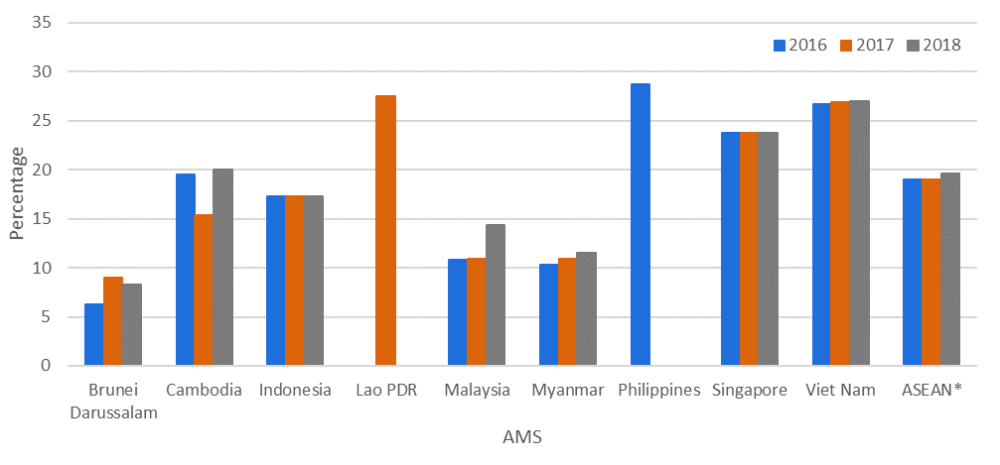 35
2016 2017 2018
30
25
20
15
10
5
0
Percentage
Brunei Cambodia Indonesia Lao PDR Malaysia Myanmar Philippines Singapore Viet Nam ASEAN*
Darussalam
AMS